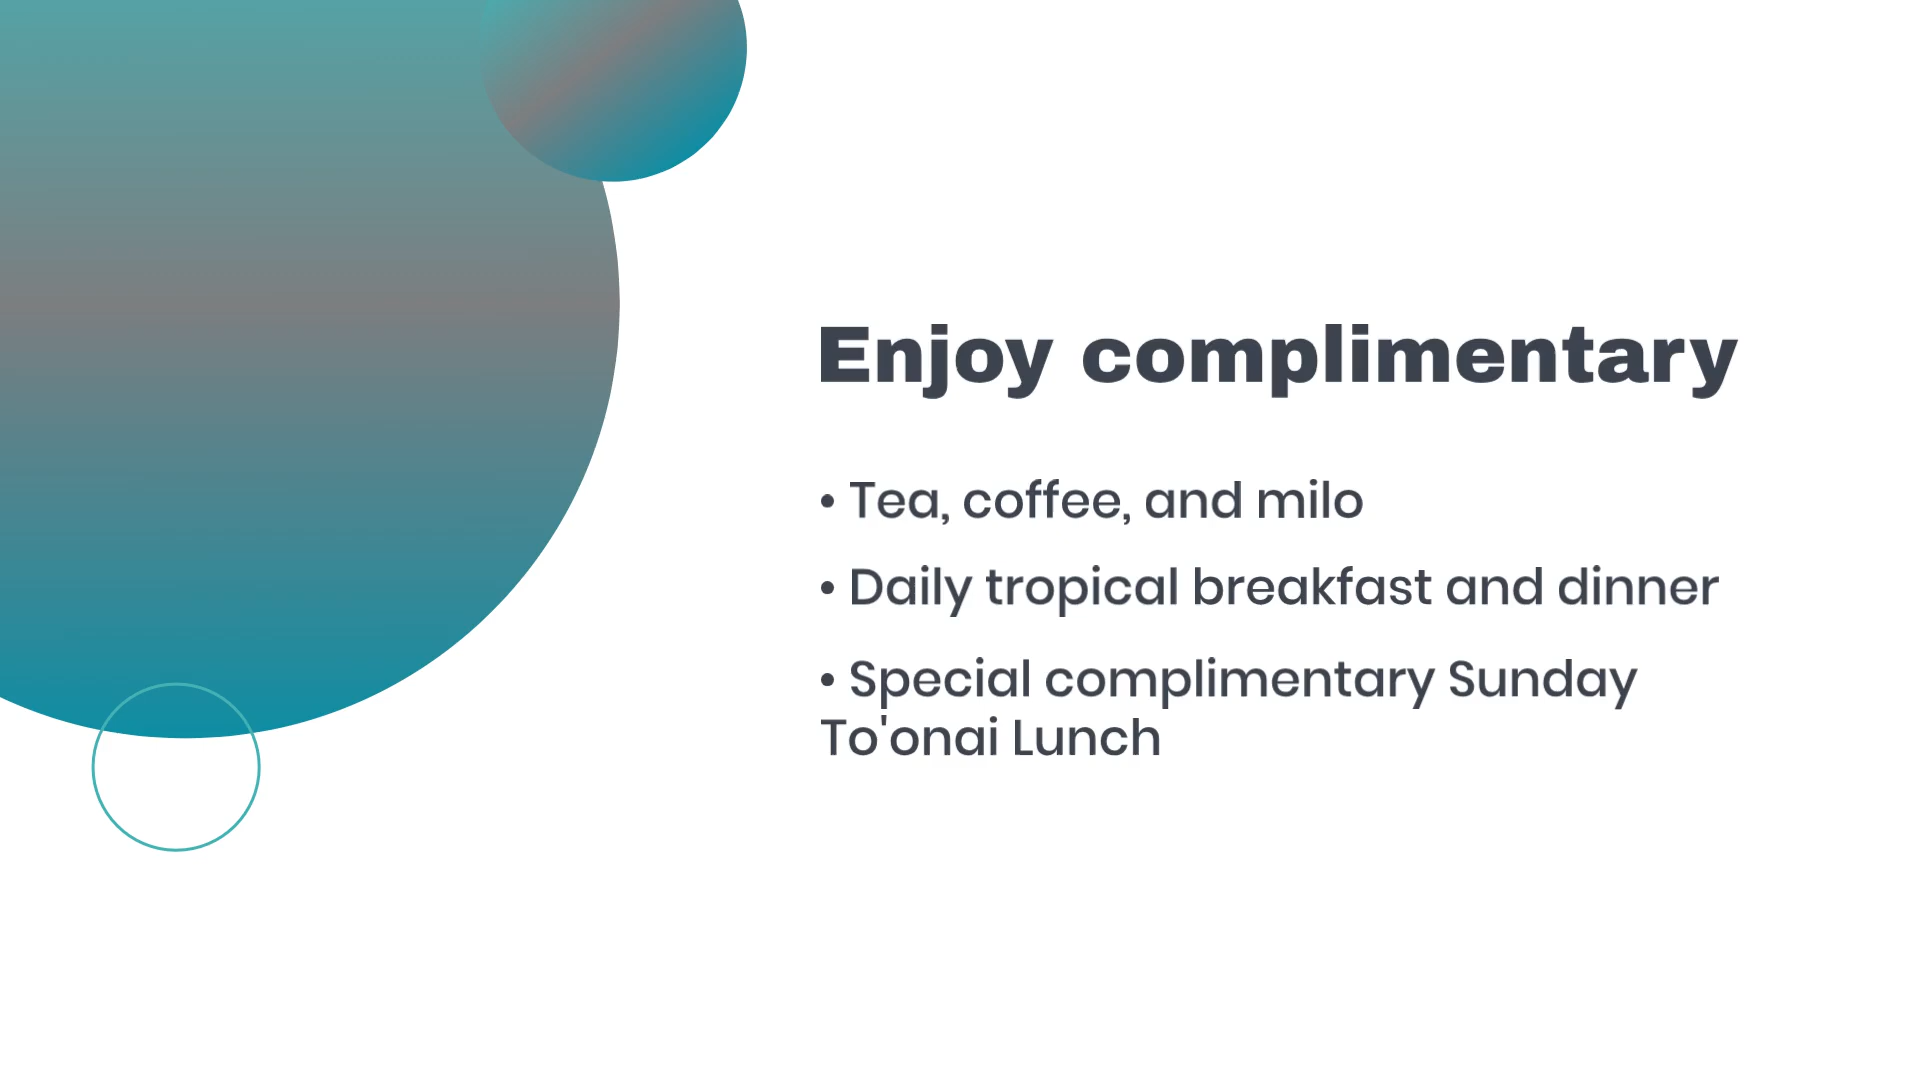 Enjoy complimentary
• Tea, coffee, and milo
• Daily tropical breakfast and dinner
• Special complimentary Sunday
To'onai Lunch